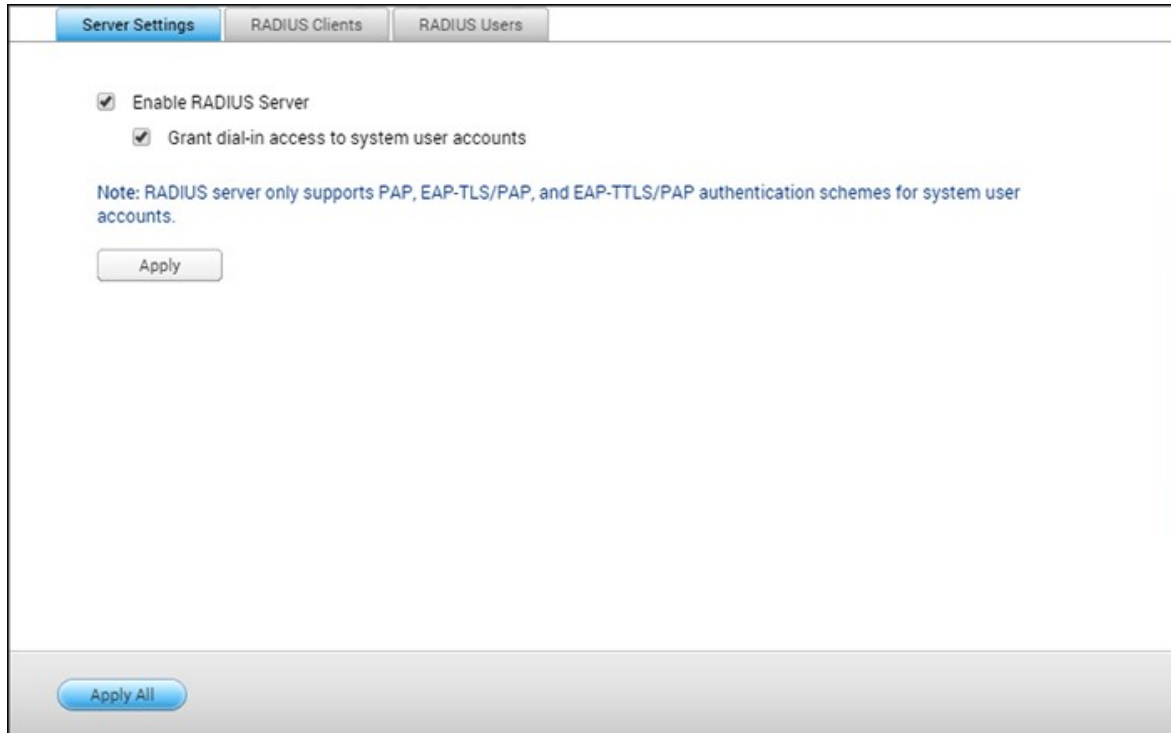 Server Settings
RADIUS Clients
RADIUS Users
Enable RADIUS Server
Grant dial-in access to system user accounts
Note: RADIUS server only supports PAP, EAP-TLS/PAP, and EAP-TTLS/PAP authentication schemes for system user
accounts.
Apply
Apply All